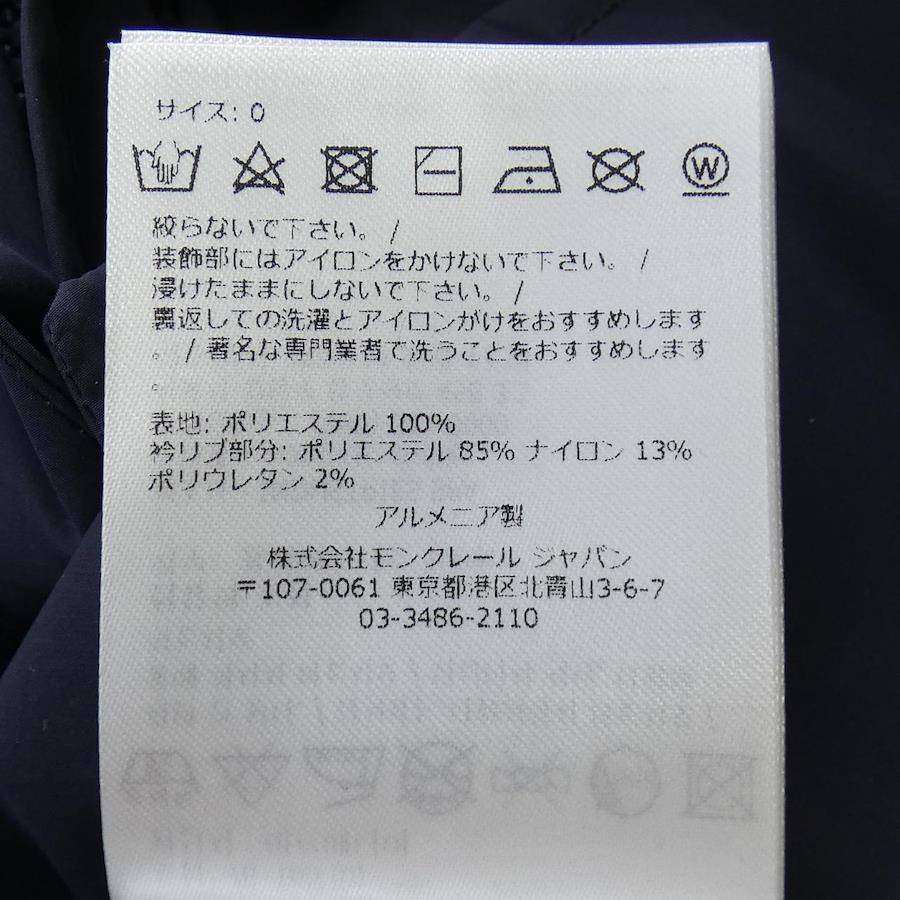 サイズ: 0
W
絞らないで下さい。 /
装飾部にはアイロンをかけないで下さい。 /
浸けたままにしないで下さい。 /
裏返しての洗濯とアイロンがけをおすすめします
。 / 著名な専門業者で洗うことをおすすめします
。
表地: ポリエステル 100%
衿リブ部分: ポリエステル 85% ナイロン 13%
ポリウレタン 2%
アルメニア製
株式会社モンクレール ジャパン
〒107-0061 東京都港区北青山3-6-7
03-3486-2110